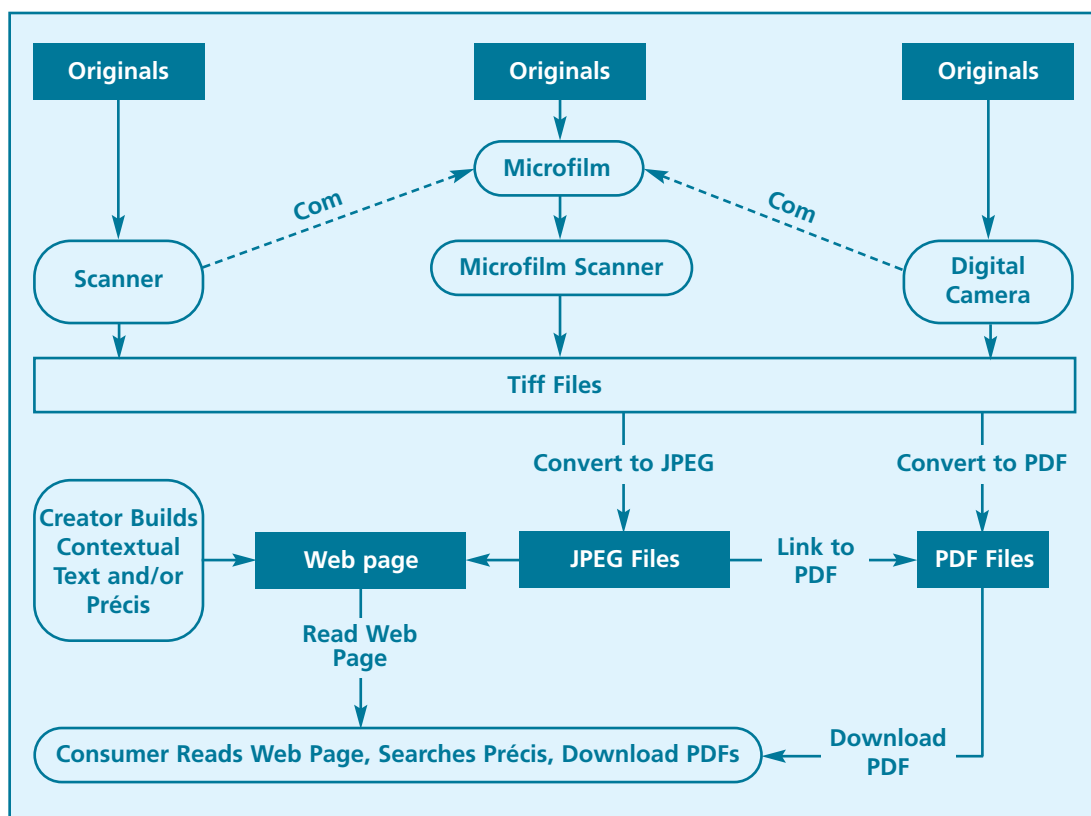 Originals
Originals
Originals
Microfilm
Com
Com
Scanner
Microfilm Scanner
Digital
Camera
Tiff Files
Convert to JPEG
Convert to PDF
Creator Builds
Contextual
Text and/or
Précis
Web page
JPEG Files
Link to
PDF
PDF Files
Read Web
Page
Consumer Reads Web Page, Searches Précis, Download PDFs
Download
PDF